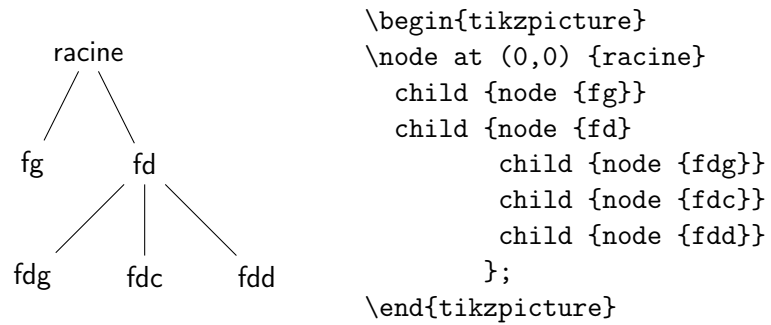 racine
fg fd
fdg fdc fdd
\begin{tikzpicture}
\node at (0,0) {racine}
  child {node {fg}}
  child {node {fd}
         child {node {fdg}}
         child {node {fdc}}
         child {node {fdd}}
        };
\end{tikzpicture}